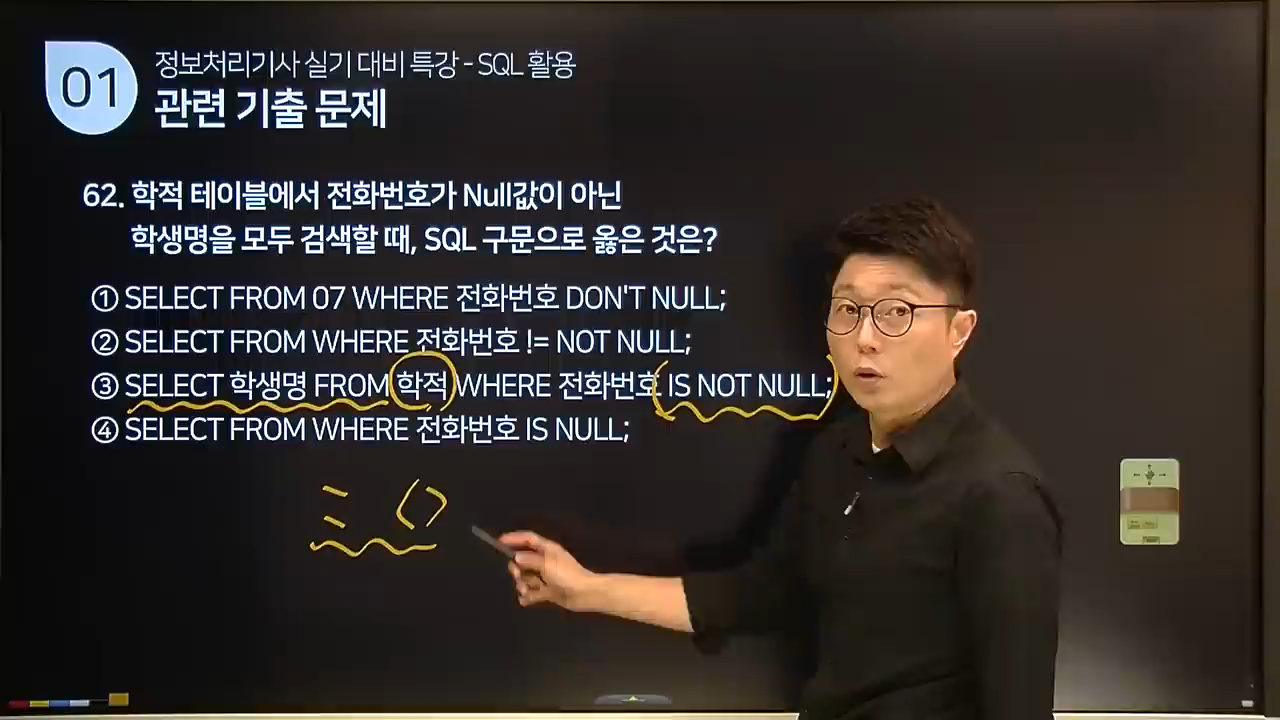 01
정보처리기사 실기 대비 특강 - SQL 활용
관련 기출 문제
62. 학적 테이블에서 전화번호가 Null값이 아닌
학생명을 모두 검색할 때, SQL 구문으로 옳은 것은?
① SELECT FROM 07 WHERE 전화번호 DON'T NULL;
② SELECT FROM WHERE 전화번호 != NOT NULL;
③ SELECT 학생명 FROM 학적 WHERE 전화번호 IS NOT NULL;
④ SELECT FROM WHERE 전화번호 IS NULL;
= <>